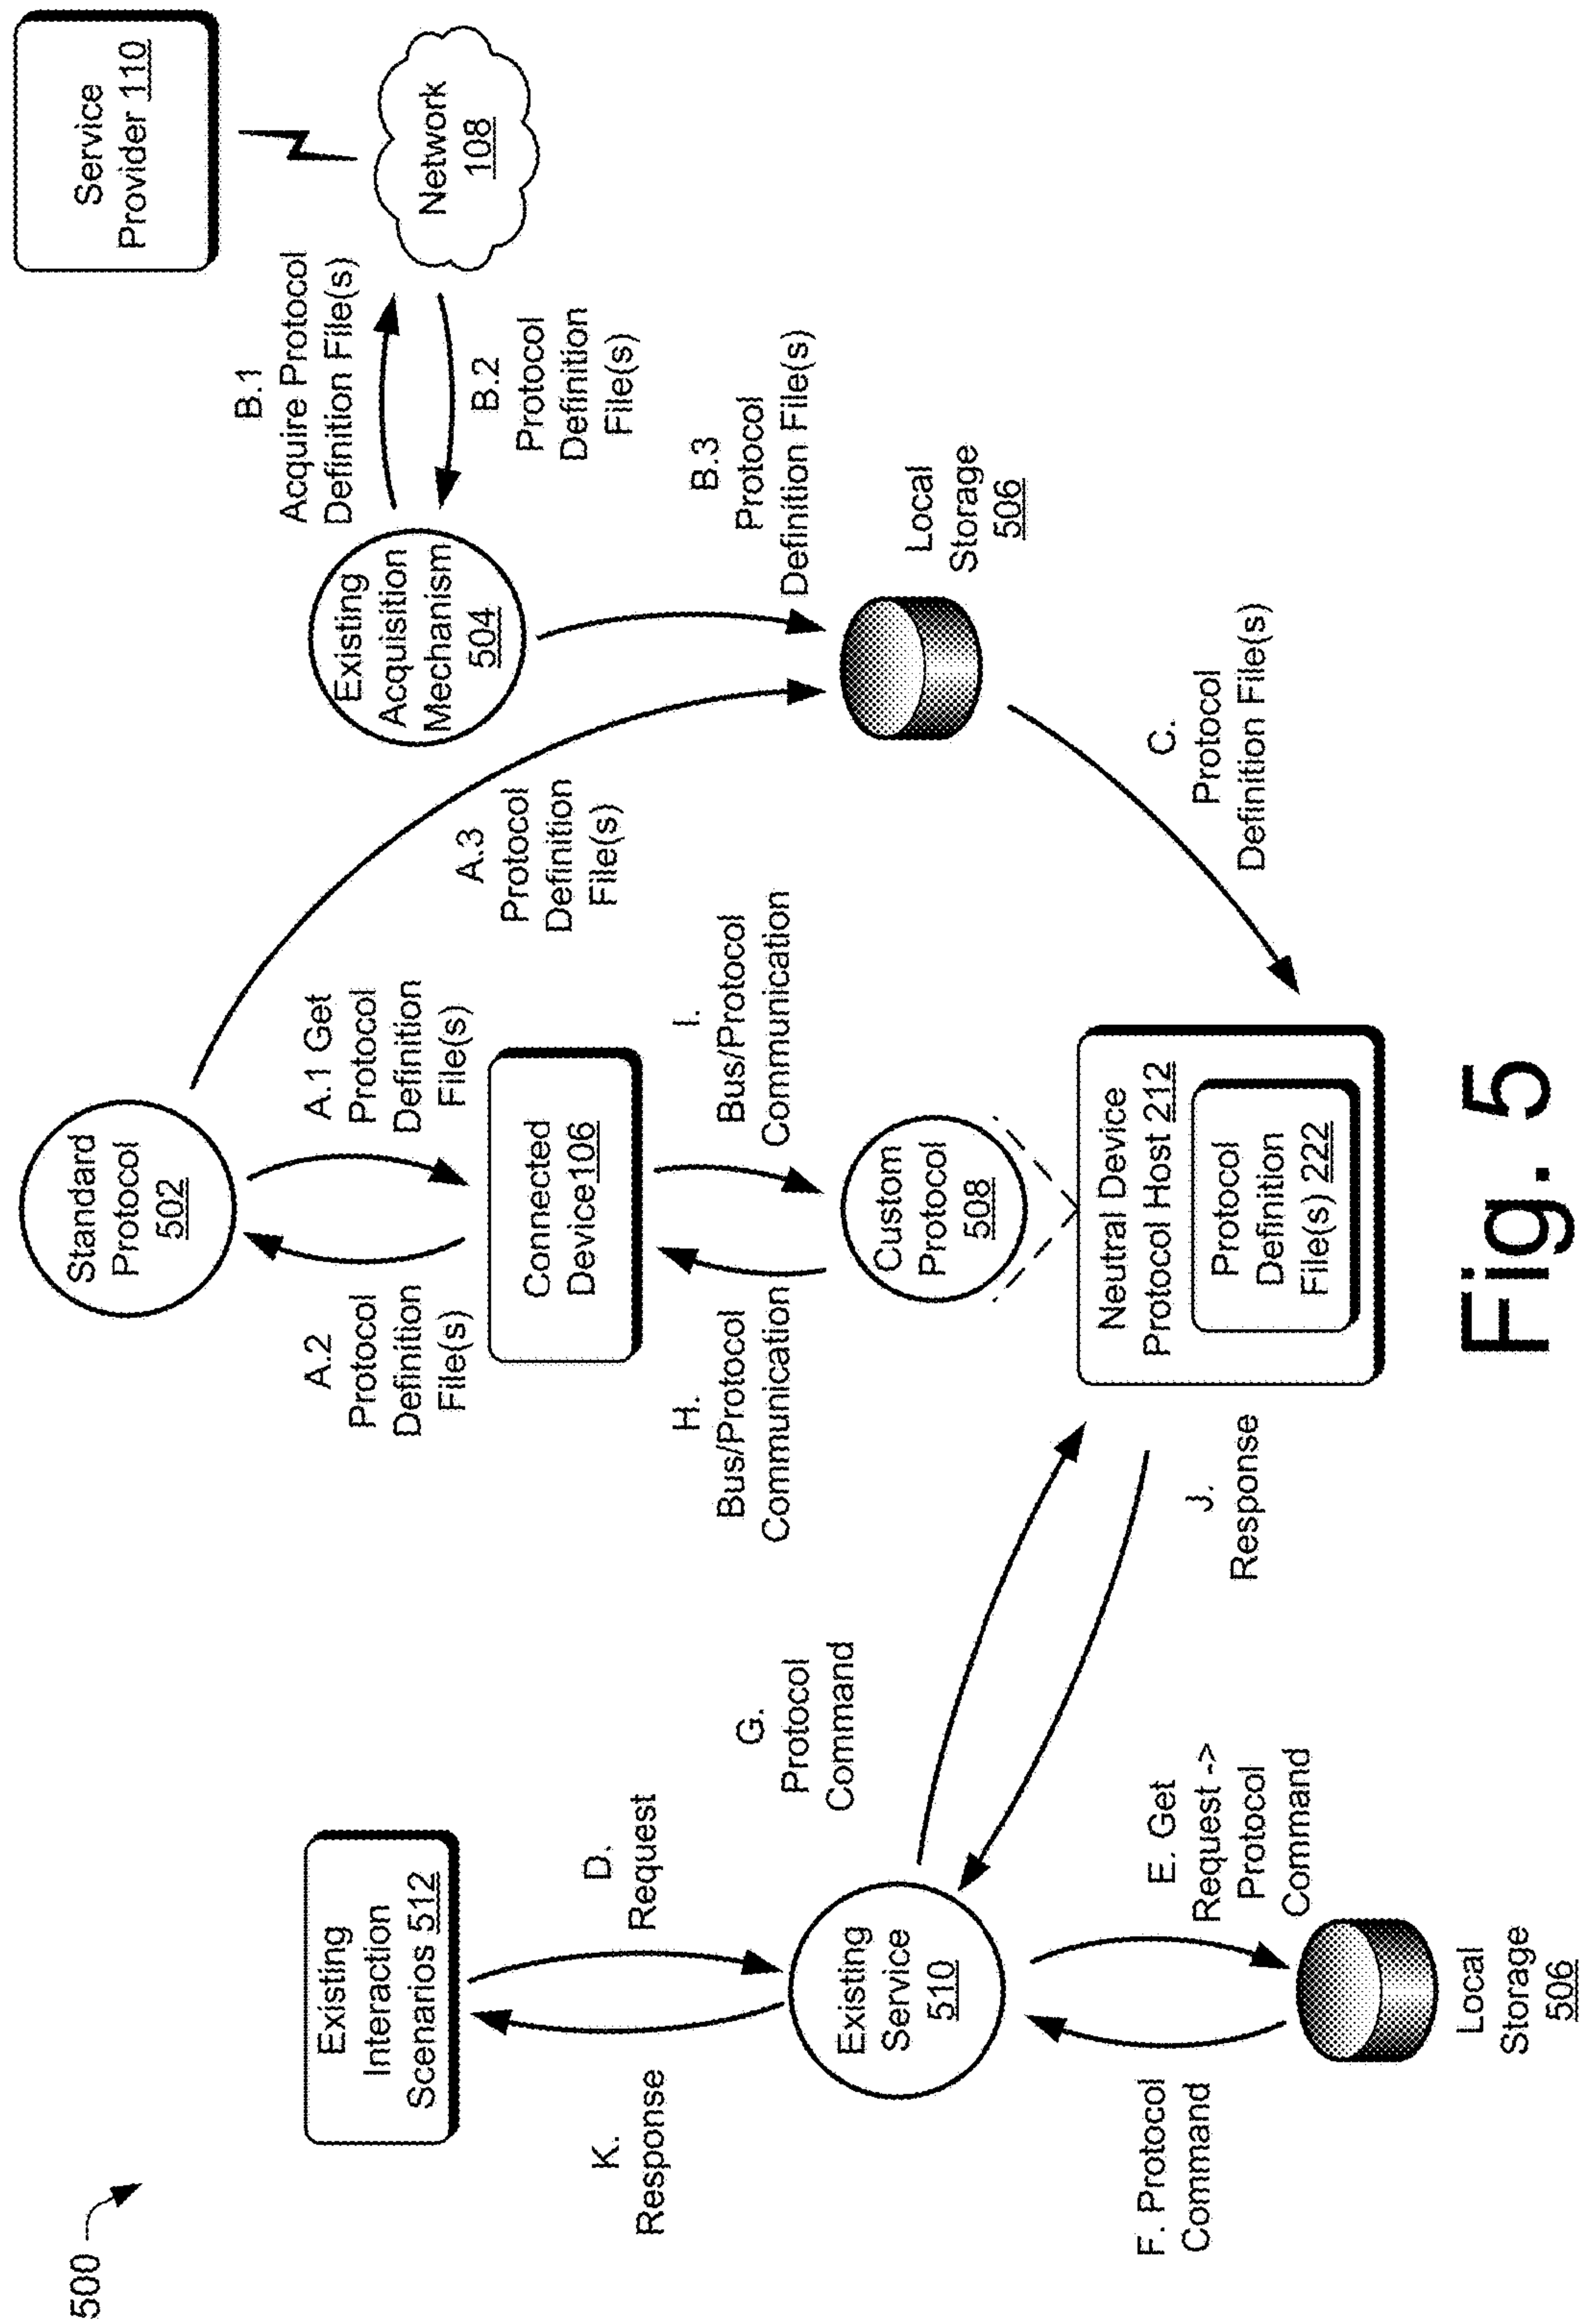 500
Existing
Interaction
Scenarios 512
K.
Response
D.
Request
Existing
Service
510
F. Protocol
Command
E. Get
Request ->
Protocol
Command
Local
Storage
506
G.
Protocol
Command
J.
Response
Standard
Protocol
502
A.2
Protocol
Definition
File(s)
A.1 Get
Protocol
Definition
File(s)
Connected
Device106
H.
Bus/Protocol
Communication
I.
Bus/Protocol
Communication
Custom
Protocol
508
Neutral Device
Protocol Host 212
Protocol
Definition
File(s) 222
A.3
Protocol
Definition
File(s)
Existing
Acquisition
Mechanism
504
B.1
Acquire Protocol
Definition File(s)
B.2
Protocol
Definition
File(s)
B.3
Protocol
Definition File(s)
Local
Storage
506
C.
Protocol
Definition File(s)
Service
Provider 110
Network
108
Fig. 5